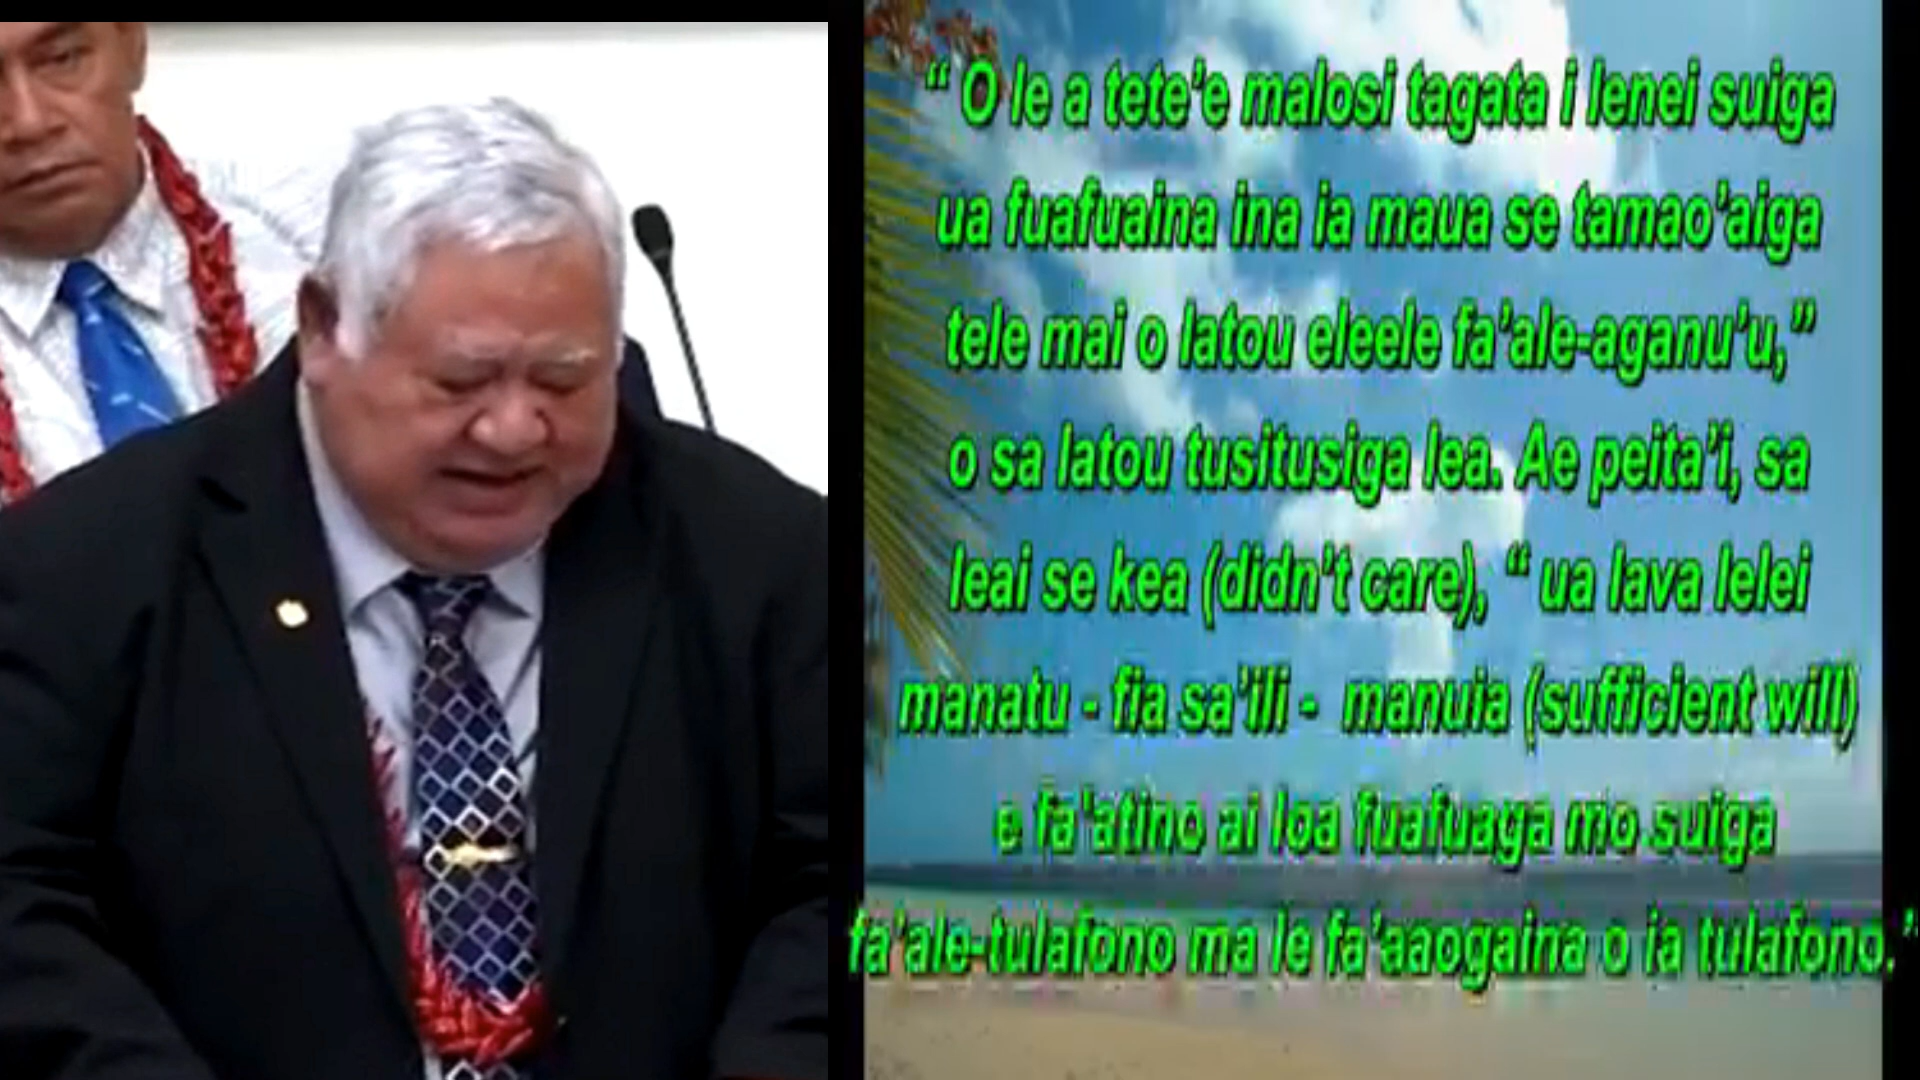 “ O le a tete’e malosi tagata i lenei suiga
ua fuafuaina ina ia maua se tamao’aiga
tele mai o latou eleele fa’ale-aganu’u,”
o sa latou tusitusiga lea. Ae peita’i, sa
leai se kea (didn’t care), “ ua lava lelei
manatu - fia sa’ili - manuia (sufficient will)
e fa'atino ai loa fuafuaga mo suiga
fa’ale-tulafono ma le fa’aaogaina o ia tulafono.”